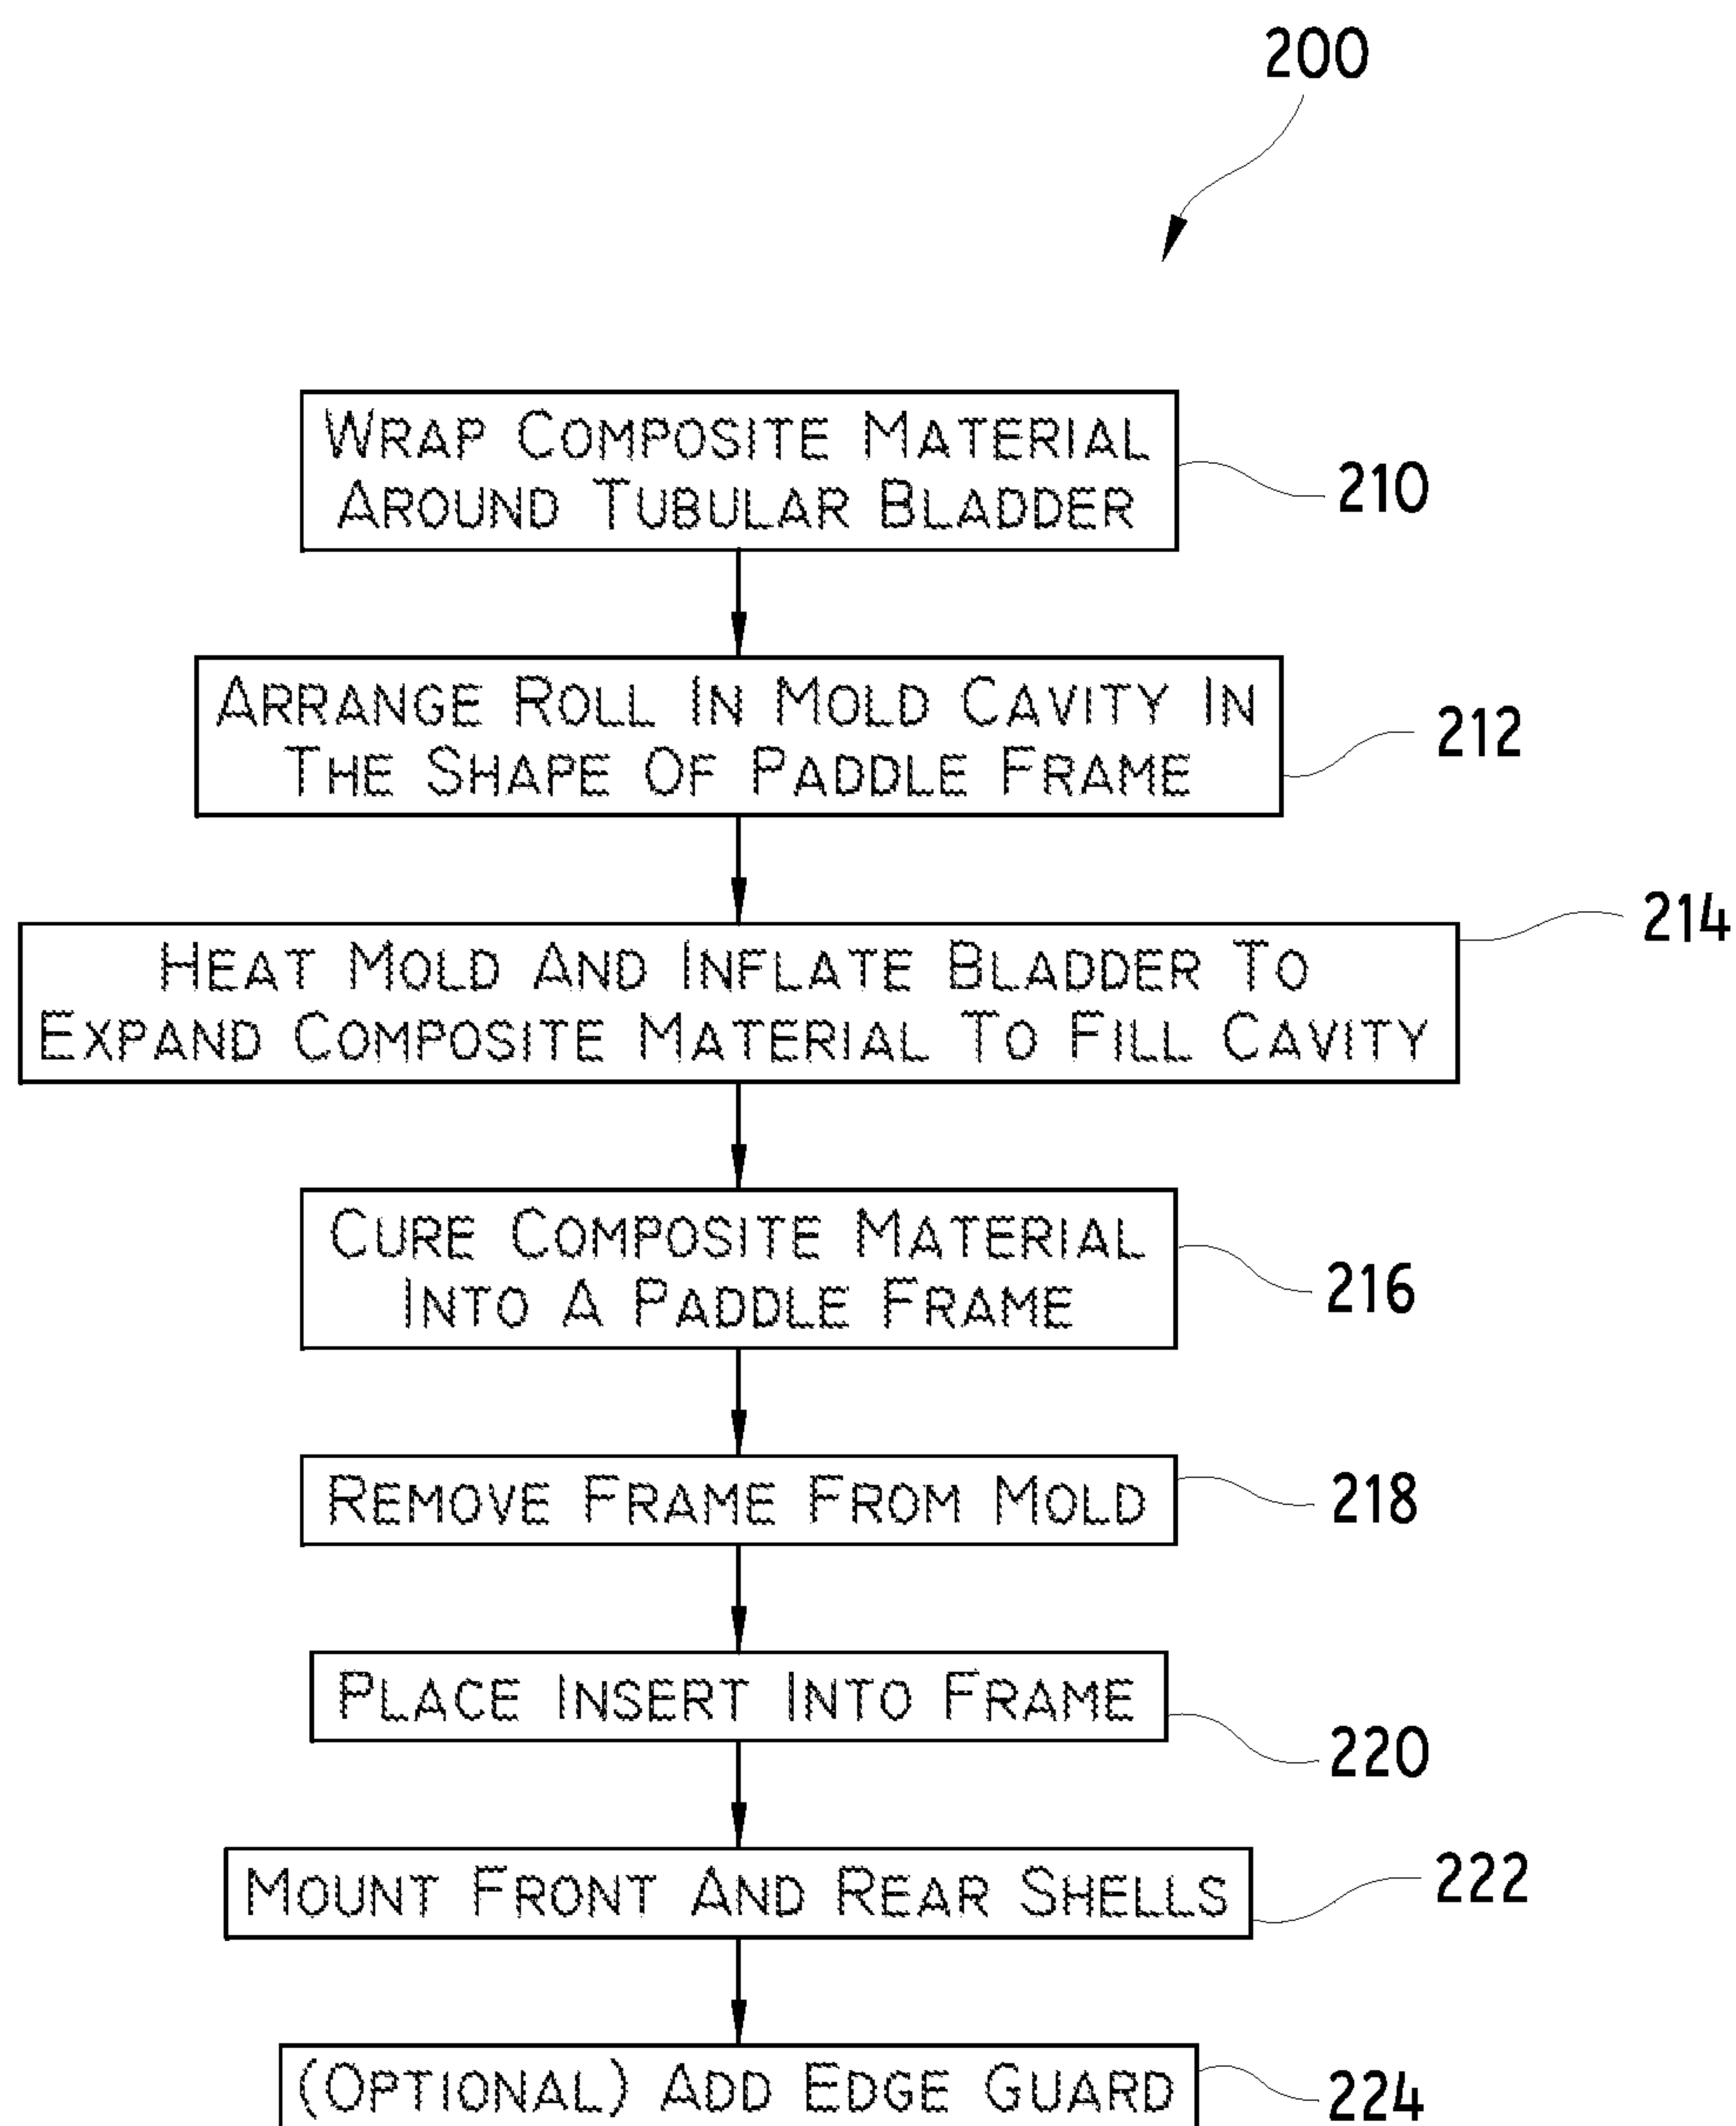 200
WRAP COMPOSITE MATERIAL
AROUND TUBULAR BLADDER
210
ARRANGE ROLL IN MOLD CAVITY IN
THE SHAPE OF PADDLE FRAME
212
HEAT MOLD AND INFLATE BLADDER TO
EXPAND COMPOSITE MATERIAL TO FILL CAVITY
214
CURE COMPOSITE MATERIAL
INTO A PADDLE FRAME
216
REMOVE FRAME FROM MOLD
218
PLACE INSERT INTO FRAME
220
MOUNT FRONT AND REAR SHELLS
222
(OPTIONAL) ADD EDGE GUARD
224